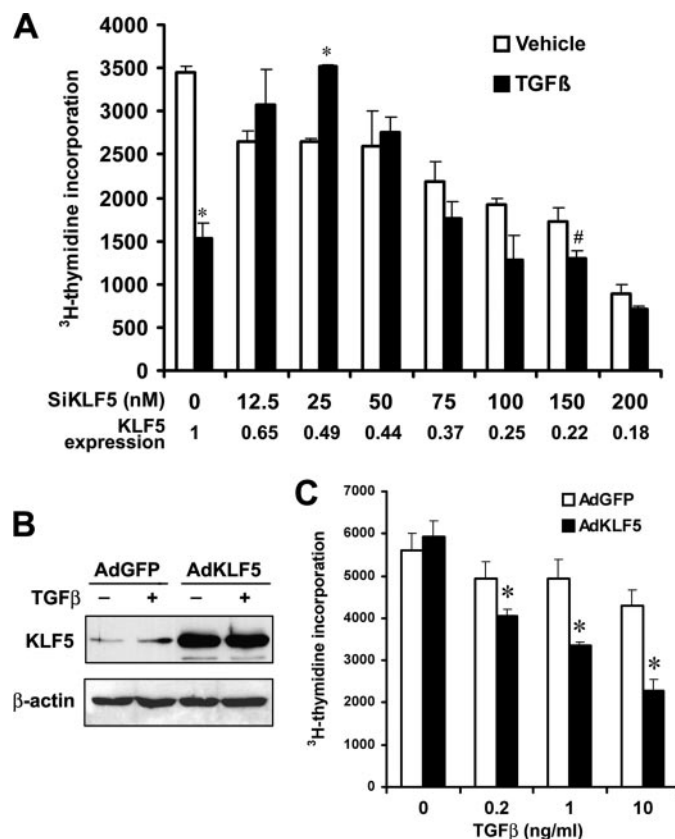 A
Vehicle
TGFß
³H-thymidine incorporation
4000
3500
3000
2500
2000
1500
1000
500
0
*
*
#
SiKLF5 (nM) 0 12.5 25 50 75 100 150 200
KLF5 expression 1 0.65 0.49 0.44 0.37 0.25 0.22 0.18
B
AdGFP AdKLF5
TGFβ − + − +
KLF5
β-actin
C
AdGFP
AdKLF5
³H-thymidine incorporation
7000
6000
5000
4000
3000
2000
1000
0
*
*
*
0 0.2 1 10
TGFβ (ng/ml)